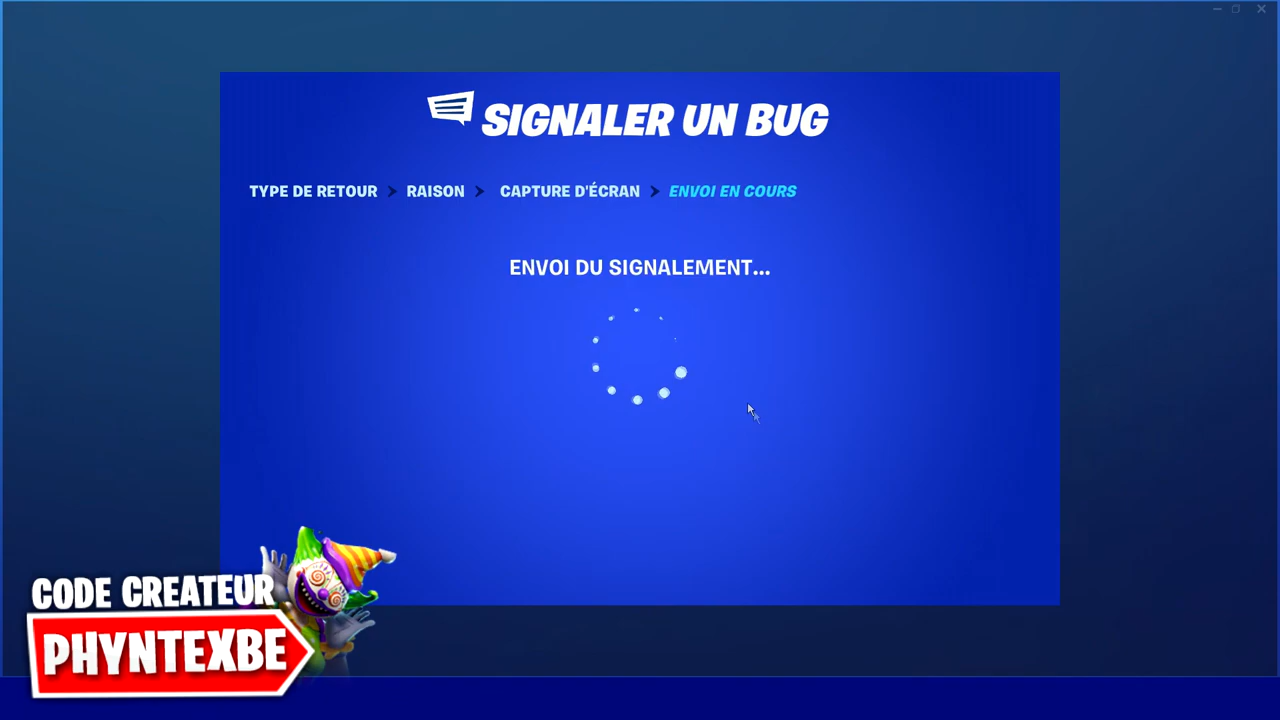 SIGNALER UN BUG
TYPE DE RETOUR > RAISON > CAPTURE D'ÉCRAN > ENVOI EN COURS
ENVOI DU SIGNALEMENT...
CODE CREATEUR
PHYNTEXBE